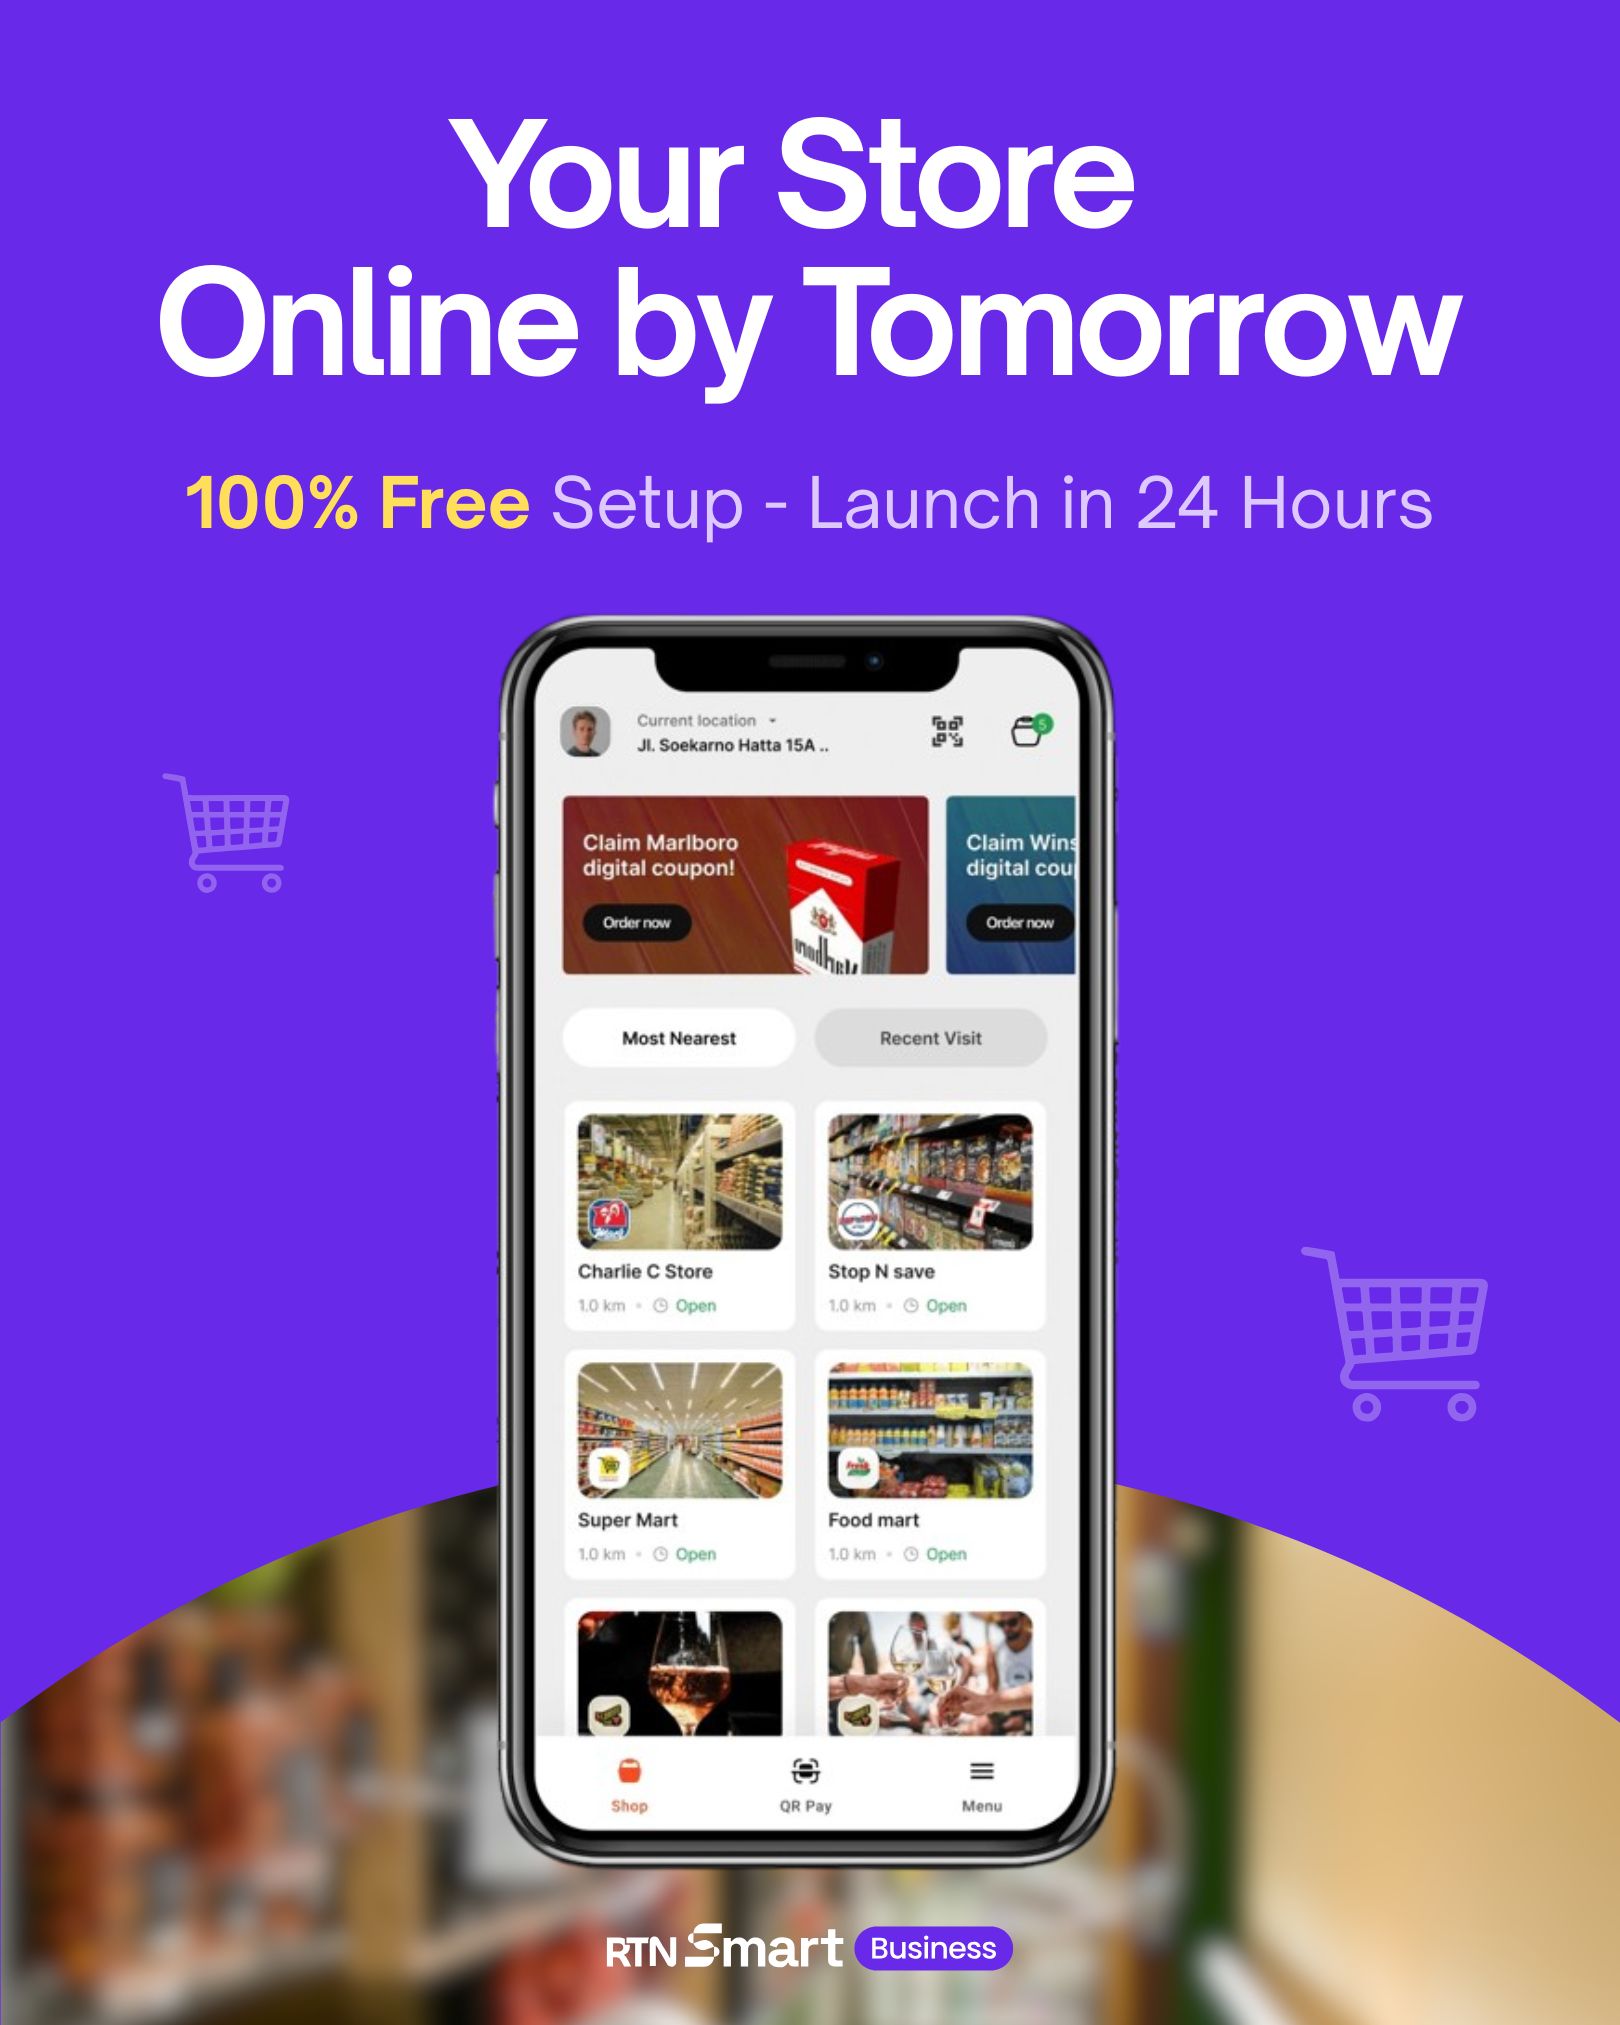 Your Store
Online by Tomorrow
100% Free Setup - Launch in 24 Hours
Current location
Jl. Soekarno Hatta 15A ..
5
Claim Marlboro
digital coupon!
Order now
Marlboro
Claim Wins
digital coup
Order now
Most Nearest
Recent Visit
Charlie C Store
1.0 km • Open
Stop N save
1.0 km • Open
Super Mart
1.0 km • Open
Fresh
Food mart
1.0 km • Open
Shop
QR Pay
Menu
RTN Smart Business